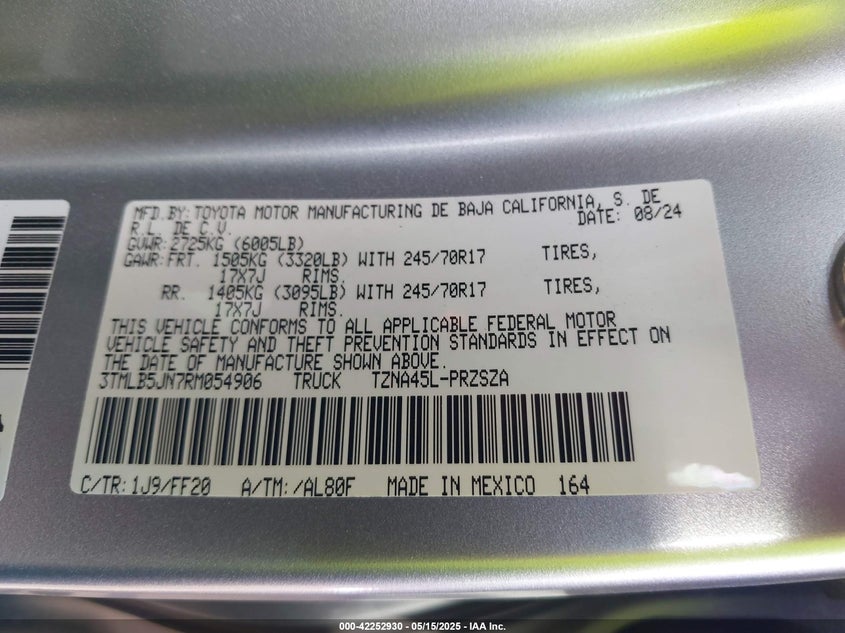 MFD.BY:TOYOTA MOTOR MANUFACTURING DE BAJA CALIFORNIA, S. DE
R.L. DE C.V. DATE: 08/24
GVWR:2725KG (6005LB)
GAWR:FRT. 1505KG (3320LB) WITH 245/70R17 TIRES,
17X7J RIMS.
RR. 1405KG (3095LB) WITH 245/70R17 TIRES,
17X7J RIMS.
THIS VEHICLE CONFORMS TO ALL APPLICABLE FEDERAL MOTOR
VEHICLE SAFETY AND THEFT PREVENTION STANDARDS IN EFFECT ON
THE DATE OF MANUFACTURE SHOWN ABOVE.
3TMLB5JN7RM054906 TRUCK TZNA45L-PRZSZA
C/TR:1J9/FF20 A/TM:/AL80F MADE IN MEXICO 164
000-42252930 - 05/15/2025 - IAA Inc.